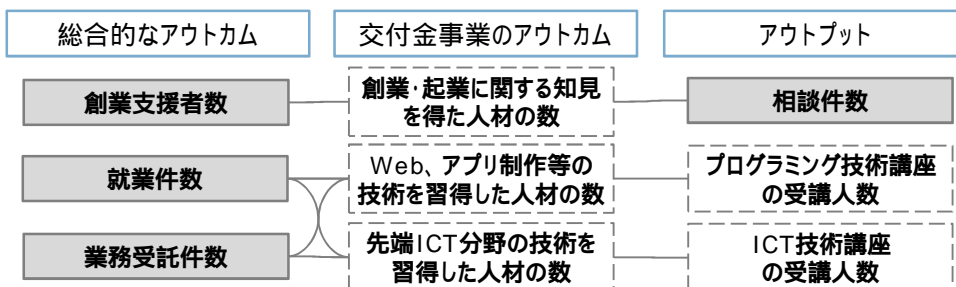 総合的なアウトカム
交付金事業のアウトカム
アウトプット
創業支援者数
創業・起業に関する知見
を得た人材の数
相談件数
就業件数
Web、アプリ制作等の
技術を習得した人材の数
プログラミング技術講座
の受講人数
業務受託件数
先端ICT分野の技術を
習得した人材の数
ICT技術講座
の受講人数